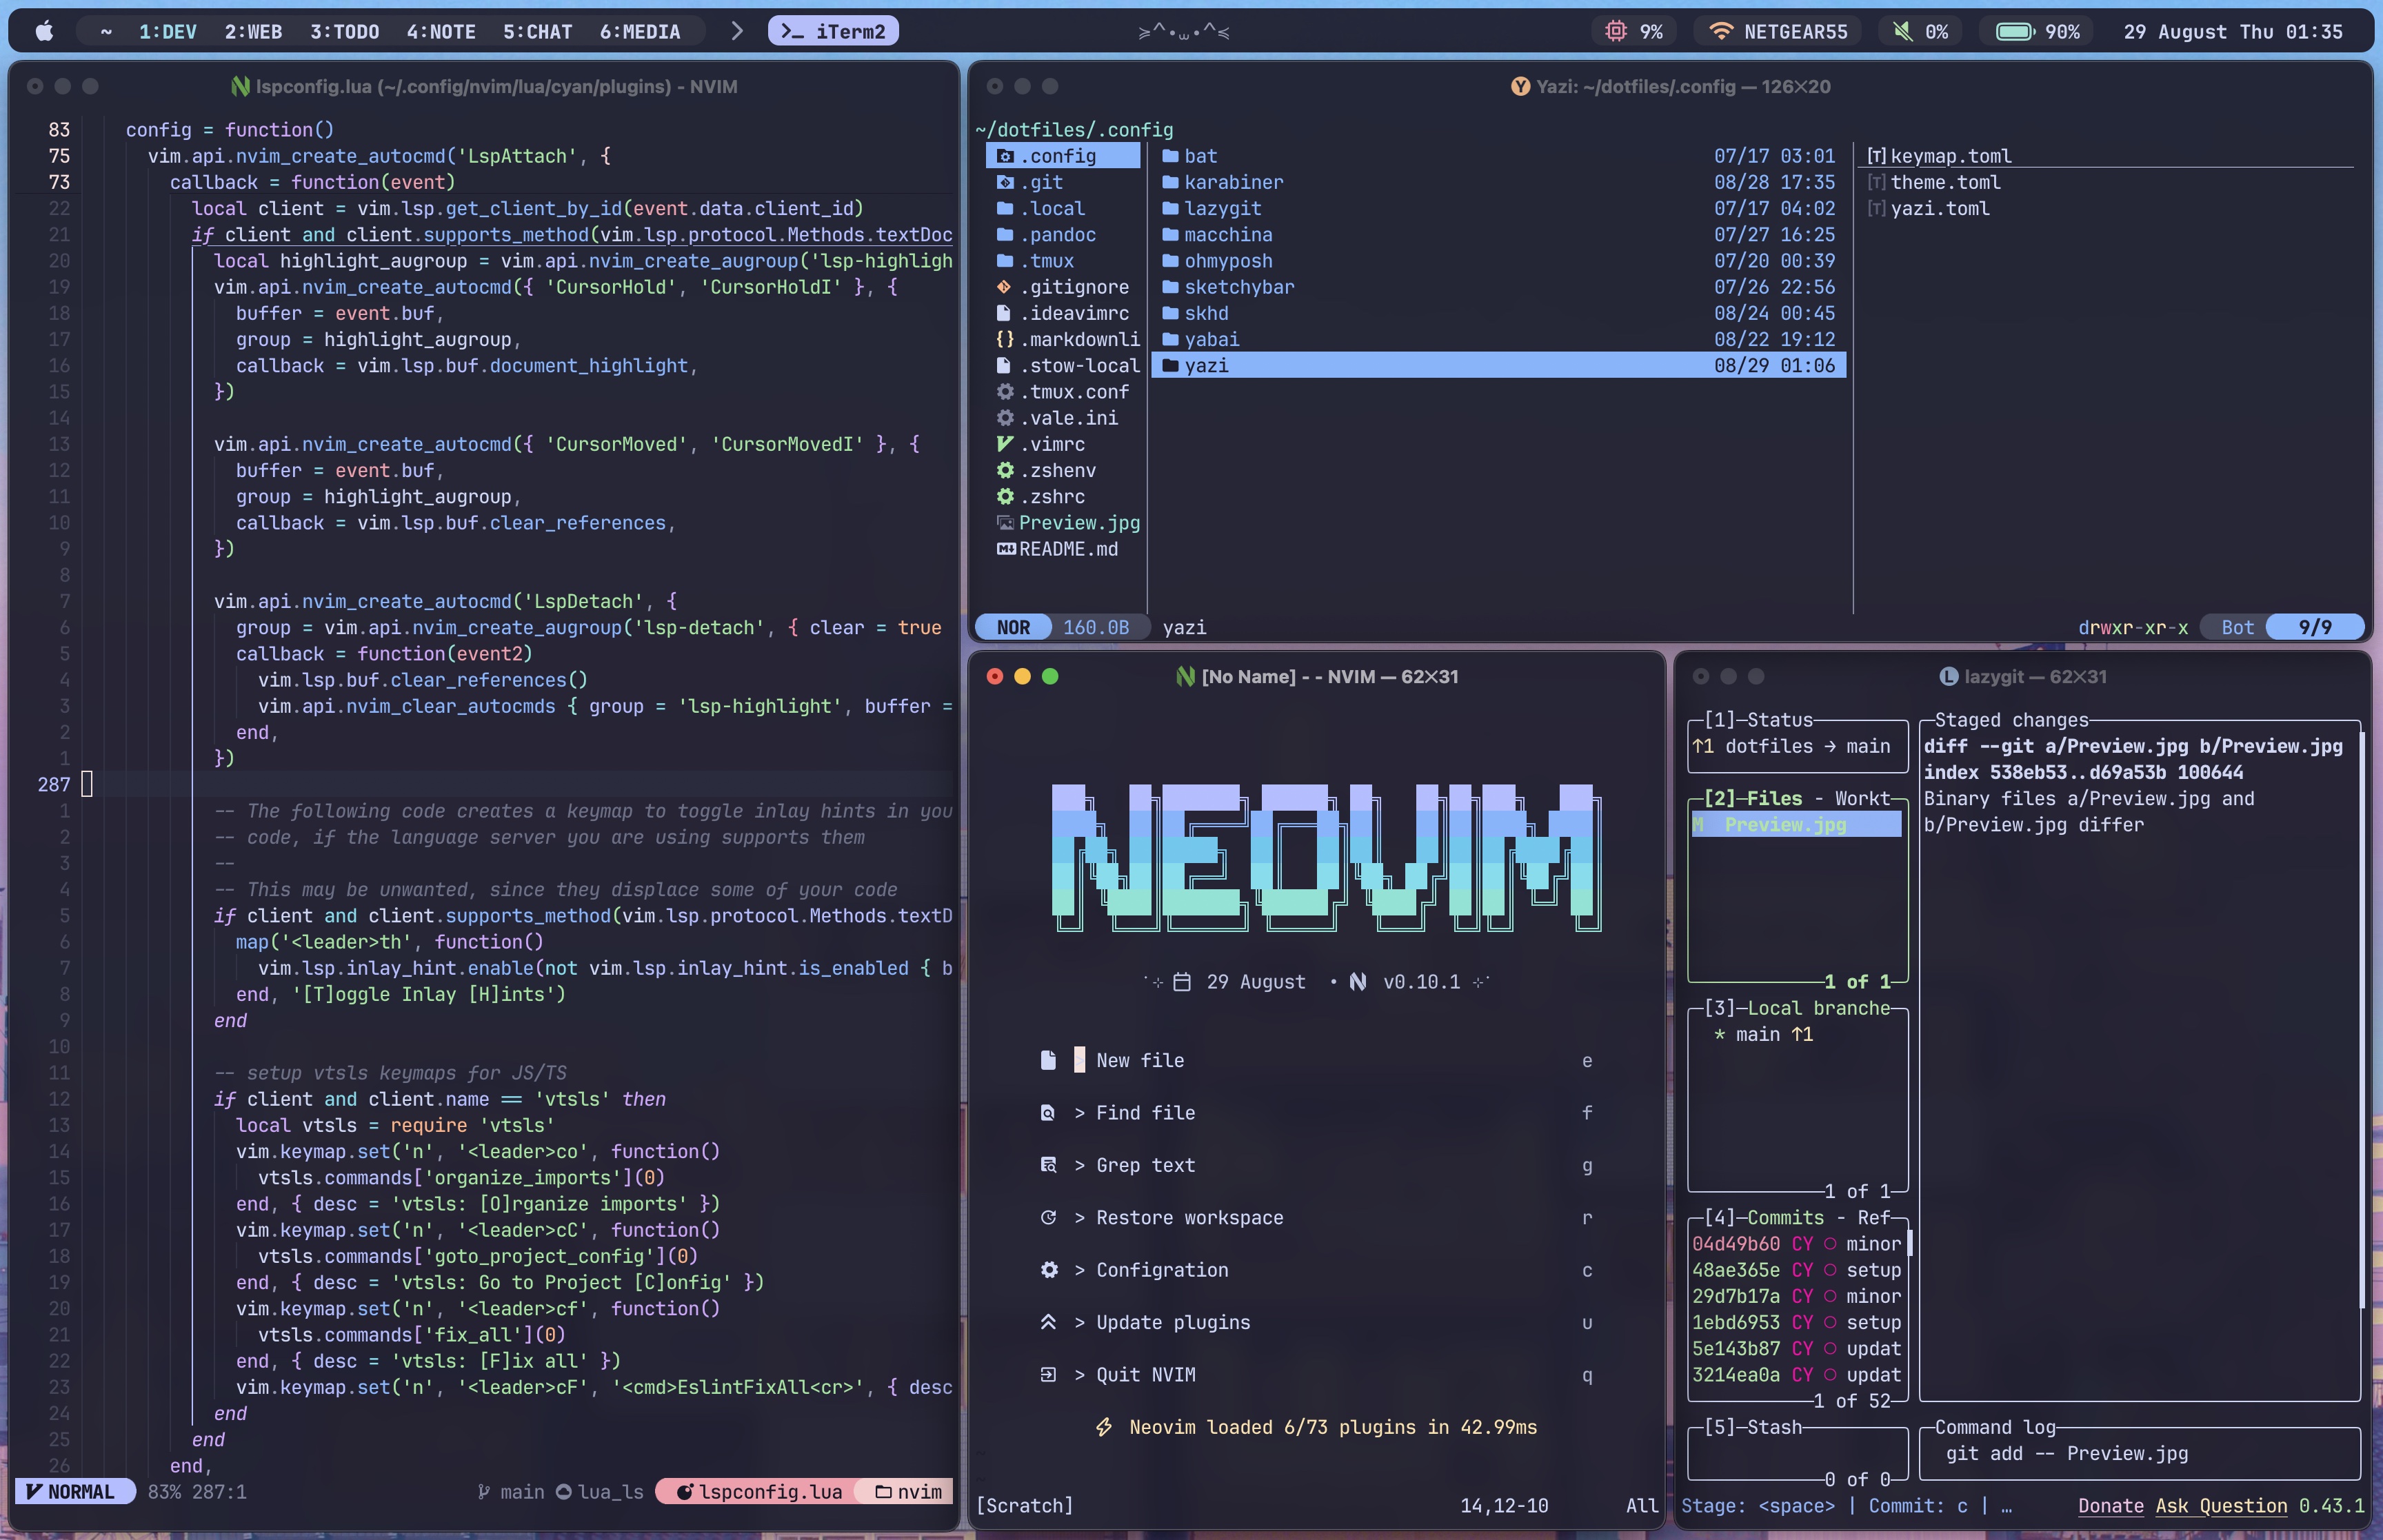 ~ 1:DEV 2:WEB 3:TODO 4:NOTE 5:CHAT 6:MEDIA iTerm2 ≽^•⩊•^≼ 9% NETGEAR55 0% 90% 29 August Thu 01:35
lspconfig.lua (~/.config/nvim/lua/cyan/plugins) - NVIM
83 config = function()
75 vim.api.nvim_create_autocmd('LspAttach', {
73 callback = function(event)
22 local client = vim.lsp.get_client_by_id(event.data.client_id)
21 if client and client.supports_method(vim.lsp.protocol.Methods.textDoc
20 local highlight_augroup = vim.api.nvim_create_augroup('lsp-highligh
19 vim.api.nvim_create_autocmd({ 'CursorHold', 'CursorHoldI' }, {
18 buffer = event.buf,
17 group = highlight_augroup,
16 callback = vim.lsp.buf.document_highlight,
15 })
14
13 vim.api.nvim_create_autocmd({ 'CursorMoved', 'CursorMovedI' }, {
12 buffer = event.buf,
11 group = highlight_augroup,
10 callback = vim.lsp.buf.clear_references,
9 })
8
7 vim.api.nvim_create_autocmd('LspDetach', {
6 group = vim.api.nvim_create_augroup('lsp-detach', { clear = true
5 callback = function(event2)
4 vim.lsp.buf.clear_references()
3 vim.api.nvim_clear_autocmds { group = 'lsp-highlight', buffer =
2 end,
1 })
287
1 -- The following code creates a keymap to toggle inlay hints in you
2 -- code, if the language server you are using supports them
3 --
4 -- This may be unwanted, since they displace some of your code
5 if client and client.supports_method(vim.lsp.protocol.Methods.textD
6 map('<leader>th', function()
7 vim.lsp.inlay_hint.enable(not vim.lsp.inlay_hint.is_enabled { b
8 end, '[T]oggle Inlay [H]ints')
9 end
10
11 -- setup vtsls keymaps for JS/TS
12 if client and client.name == 'vtsls' then
13 local vtsls = require 'vtsls'
14 vim.keymap.set('n', '<leader>co', function()
15 vtsls.commands['organize_imports'](0)
16 end, { desc = 'vtsls: [O]rganize imports' })
17 vim.keymap.set('n', '<leader>cC', function()
18 vtsls.commands['goto_project_config'](0)
19 end, { desc = 'vtsls: Go to Project [C]onfig' })
20 vim.keymap.set('n', '<leader>cf', function()
21 vtsls.commands['fix_all'](0)
22 end, { desc = 'vtsls: [F]ix all' })
23 vim.keymap.set('n', '<leader>cF', '<cmd>EslintFixAll<cr>', { desc
24 end
25 end
26 end,
NORMAL 83% 287:1 main lua_ls lspconfig.lua nvim
Yazi: ~/dotfiles/.config — 126×20
~/dotfiles/.config
.config bat 07/17 03:01 [T] keymap.toml
.git karabiner 08/28 17:35 [T] theme.toml
.local lazygit 07/17 04:02 [T] yazi.toml
.pandoc macchina 07/27 16:25
.tmux ohmyposh 07/20 00:39
.gitignore sketchybar 07/26 22:56
.ideavimrc skhd 08/24 00:45
{} .markdownli yabai 08/22 19:12
.stow-local yazi 08/29 01:06
.tmux.conf
.vale.ini
.vimrc
.zshenv
.zshrc
Preview.jpg
README.md
NOR 160.0B yazi drwxr-xr-x Bot 9/9
[No Name] - - NVIM — 62×31
NEOVIM
29 August • v0.10.1
New file e
> Find file f
> Grep text g
> Restore workspace r
> Configration c
> Update plugins u
> Quit NVIM q
Neovim loaded 6/73 plugins in 42.99ms
~
[Scratch] 14,12-10 All
L lazygit — 62×31
[1]─Status
↑1 dotfiles → main
[2]─Files - Workt
M Preview.jpg
1 of 1
[3]─Local branche
* main ↑1
1 of 1
[4]─Commits - Ref
04d49b60 CY ○ minor
48ae365e CY ○ setup
29d7b17a CY ○ minor
1ebd6953 CY ○ setup
5e143b87 CY ○ updat
3214ea0a CY ○ updat
1 of 52
[5]─Stash
0 of 0
Staged changes
diff --git a/Preview.jpg b/Preview.jpg
index 538eb53..d69a53b 100644
Binary files a/Preview.jpg and
b/Preview.jpg differ
Command log
git add -- Preview.jpg
Stage: <space> | Commit: c | … Donate Ask Question 0.43.1